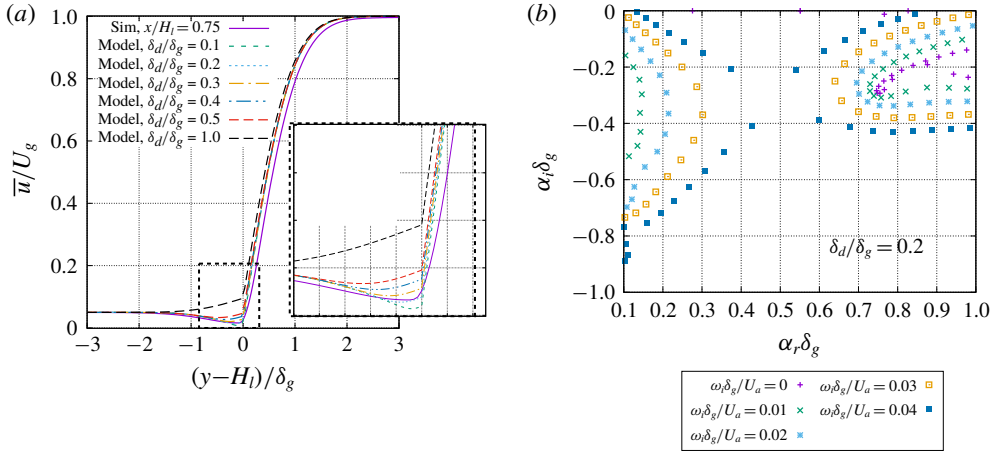 (a)
Sim, x/H_l = 0.75
Model, δ_d/δ_g = 0.1
Model, δ_d/δ_g = 0.2
Model, δ_d/δ_g = 0.3
Model, δ_d/δ_g = 0.4
Model, δ_d/δ_g = 0.5
Model, δ_d/δ_g = 1.0
1.0
0.8
0.6
0.4
0.2
0
u̅/U_g
−3 −2 −1 0 1 2 3
(y−H_l)/δ_g
(b)
0
−0.2
−0.4
−0.6
−0.8
−1.0
α_iδ_g
δ_d/δ_g = 0.2
0.1 0.2 0.3 0.4 0.5 0.6 0.7 0.8 0.9 1.0
α_rδ_g
ω_iδ_g/U_a = 0 ω_iδ_g/U_a = 0.03
ω_iδ_g/U_a = 0.01 ω_iδ_g/U_a = 0.04
ω_iδ_g/U_a = 0.02